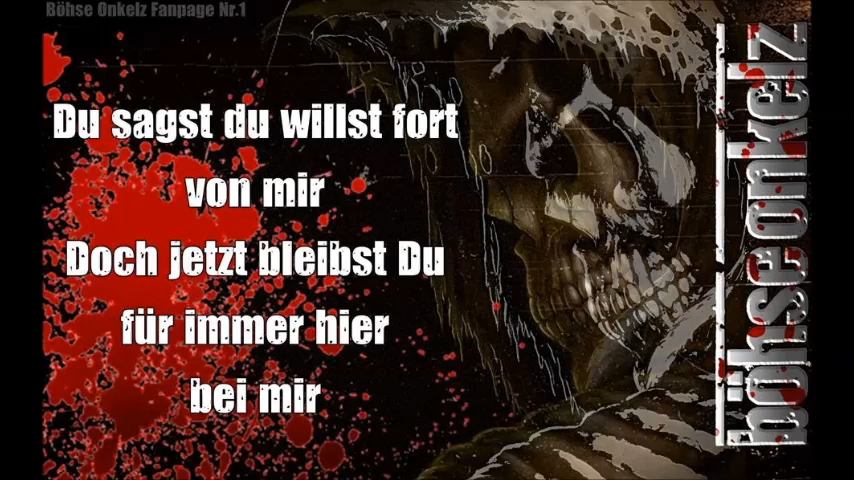 Böhse Onkelz Fanpage Nr.1
Du sagst du willst fort
von mir
Doch jetzt bleibst Du
für immer hier
bei mir
böhseonkelz